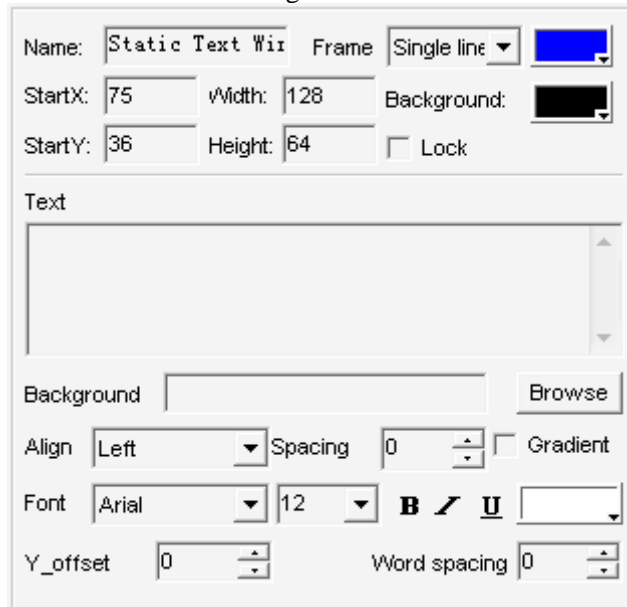 Name: Static Text Wir Frame Single line
StartX: 75 Width: 128 Background:
StartY: 36 Height: 64 Lock
Text
Background Browse
Align Left Spacing 0 Gradient
Font Arial 12 B I U
Y_offset 0 Word spacing 0